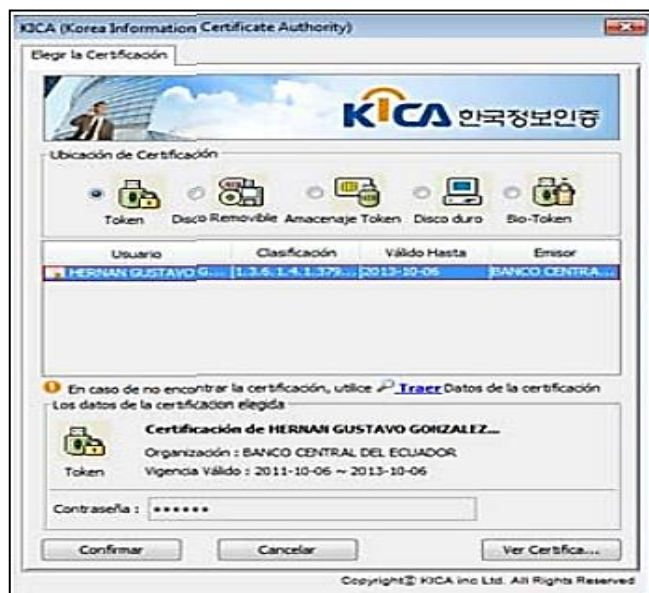 KICA (Korea Information Certificate Authority)
Elegir la Certificación
KICA 한국정보인증
Ubicación de Certificación
Token Disco Removible Amacenaje Token Disco duro Bio-Token
Usuario Clasificación Válido Hasta Emisor
HERNAN GUSTAVO G... 1.3.6.1.4.1.379... 2013-10-06 BANCO CENTRA...
En caso de no encontrar la certificación, utilice Traer Datos de la certificación
Los datos de la certificacion elegida
Certificación de HERNAN GUSTAVO GONZALEZ...
Organización : BANCO CENTRAL DEL ECUADOR
Token Vigencia Válido : 2011-10-06 ~ 2013-10-06
Contraseña : ••••••
Confirmar Cancelar Ver Certifica...
Copyright© KICA inc Ltd. All Rights Reserved